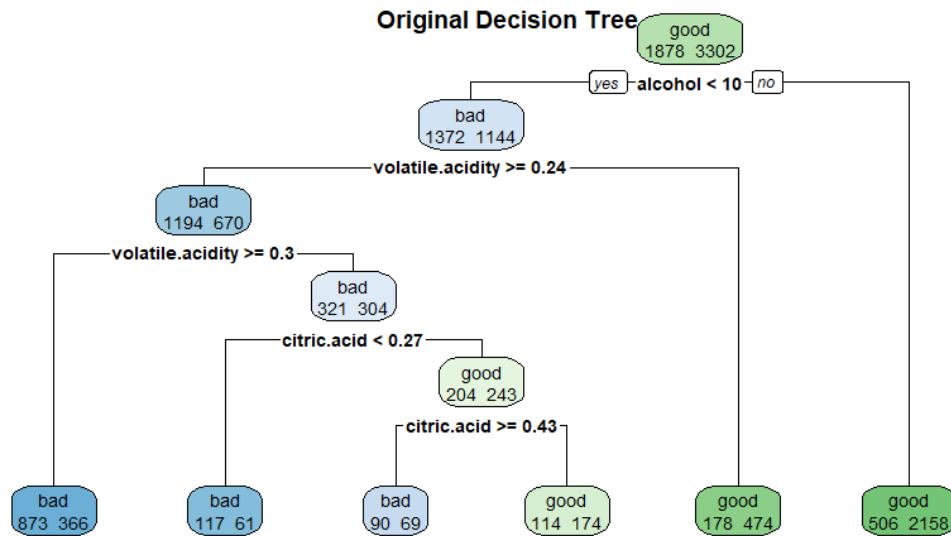 Original Decision Tree
good
1878 3302
yes alcohol < 10 no
bad
1372 1144
volatile.acidity >= 0.24
bad
1194 670
volatile.acidity >= 0.3
bad
321 304
citric.acid < 0.27
good
204 243
citric.acid >= 0.43
bad
873 366
bad
117 61
bad
90 69
good
114 174
good
178 474
good
506 2158